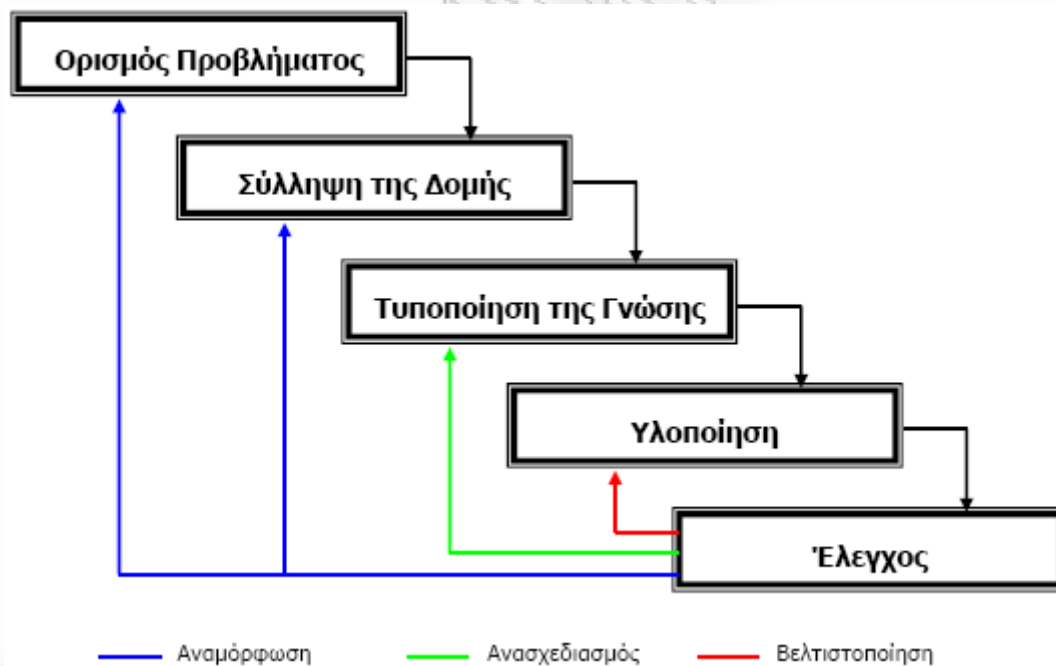 Ορισμός Προβλήματος
Σύλληψη της Δομής
Τυποποίηση της Γνώσης
Υλοποίηση
Έλεγχος
Αναμόρφωση Ανασχεδιασμός Βελτιστοποίηση